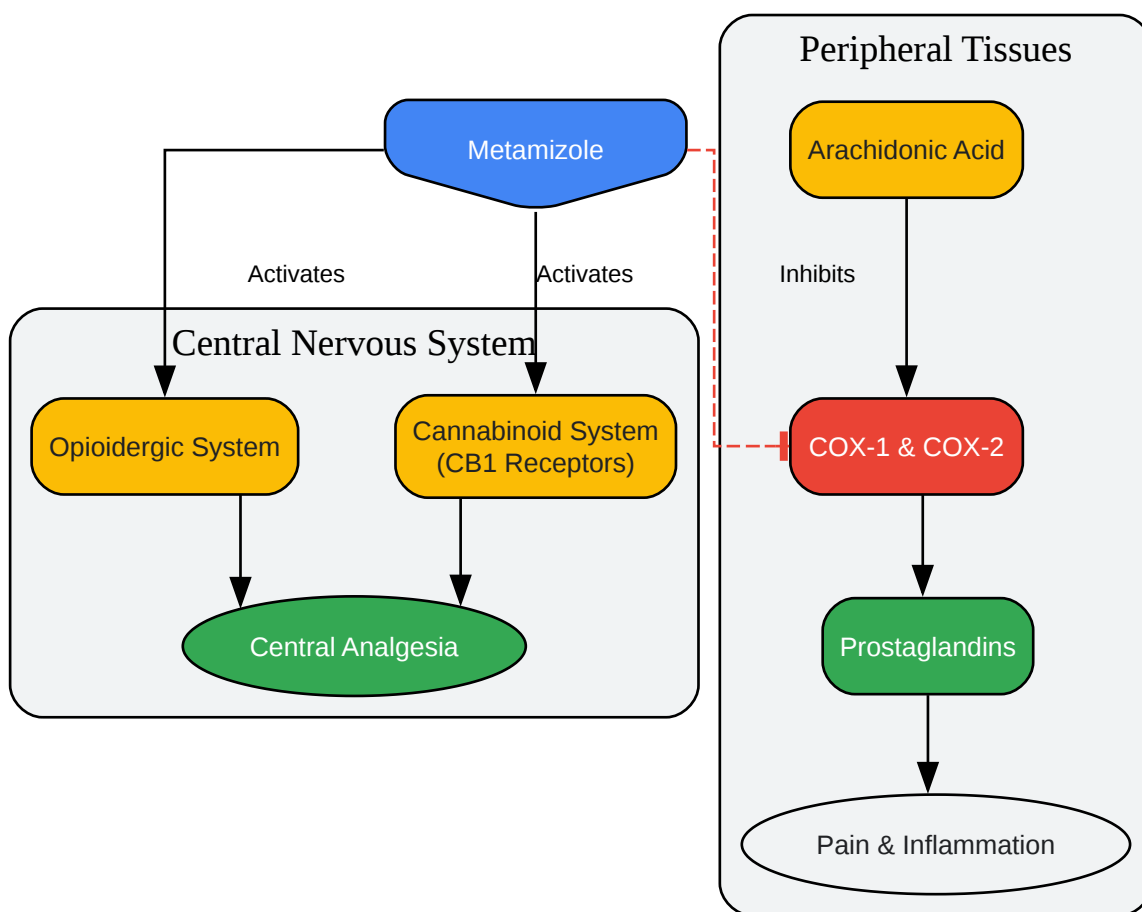 Peripheral Tissues
Metamizole
Arachidonic Acid
Activates
Activates
Inhibits
Central Nervous System
Opioidergic System
Cannabinoid System
(CB1 Receptors)
COX-1 & COX-2
Central Analgesia
Prostaglandins
Pain & Inflammation